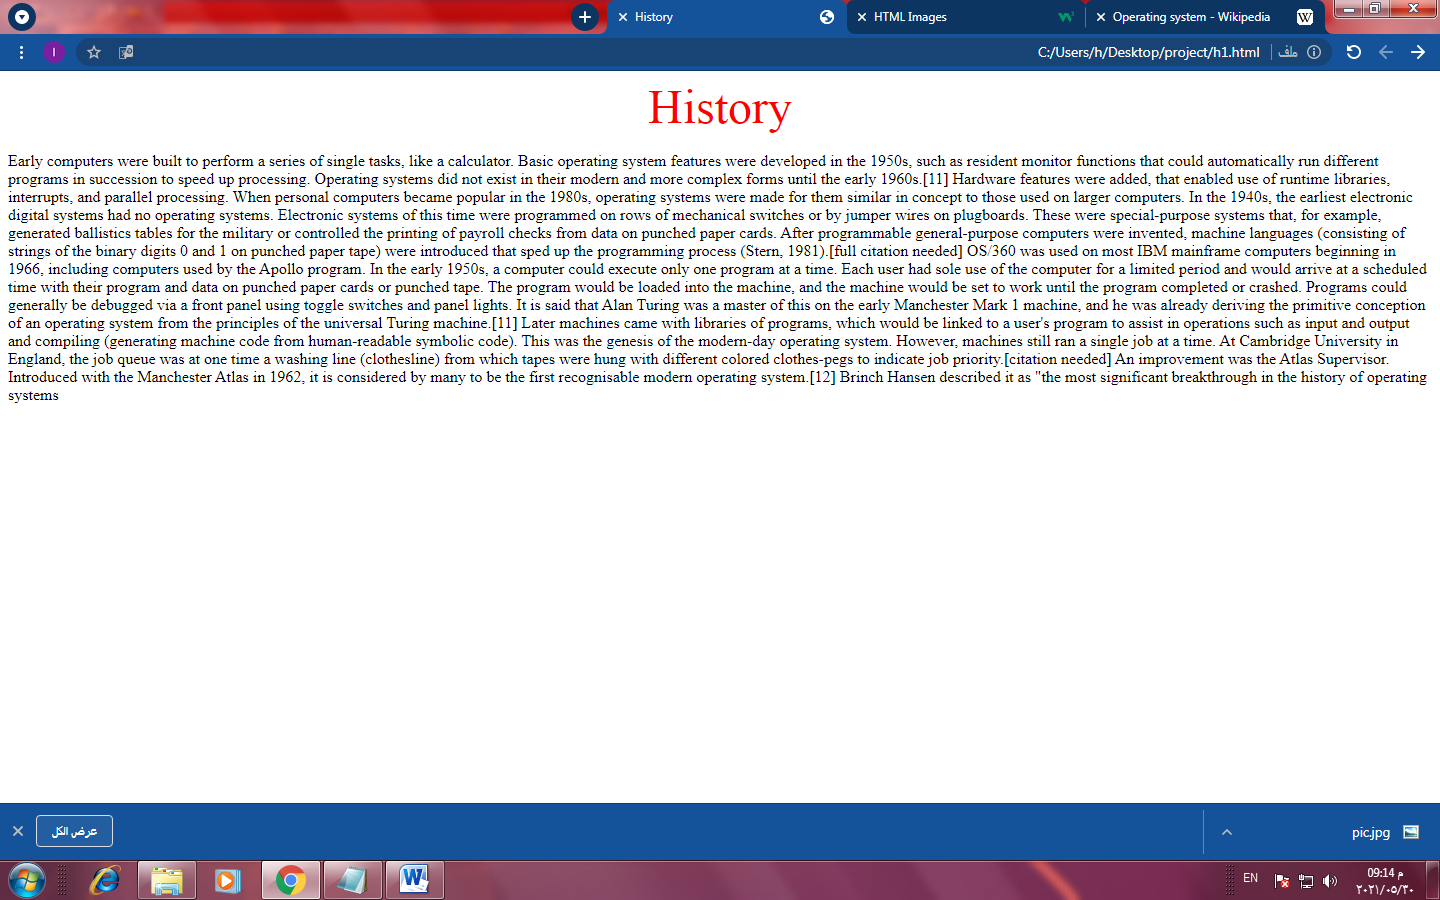 History
HTML Images
Operating system - Wikipedia
W
I
C:/Users/h/Desktop/project/h1.html
ملف
History
Early computers were built to perform a series of single tasks, like a calculator. Basic operating system features were developed in the 1950s, such as resident monitor functions that could automatically run different
programs in succession to speed up processing. Operating systems did not exist in their modern and more complex forms until the early 1960s.[11] Hardware features were added, that enabled use of runtime libraries,
interrupts, and parallel processing. When personal computers became popular in the 1980s, operating systems were made for them similar in concept to those used on larger computers. In the 1940s, the earliest electronic
digital systems had no operating systems. Electronic systems of this time were programmed on rows of mechanical switches or by jumper wires on plugboards. These were special-purpose systems that, for example,
generated ballistics tables for the military or controlled the printing of payroll checks from data on punched paper cards. After programmable general-purpose computers were invented, machine languages (consisting of
strings of the binary digits 0 and 1 on punched paper tape) were introduced that sped up the programming process (Stern, 1981).[full citation needed] OS/360 was used on most IBM mainframe computers beginning in
1966, including computers used by the Apollo program. In the early 1950s, a computer could execute only one program at a time. Each user had sole use of the computer for a limited period and would arrive at a scheduled
time with their program and data on punched paper cards or punched tape. The program would be loaded into the machine, and the machine would be set to work until the program completed or crashed. Programs could
generally be debugged via a front panel using toggle switches and panel lights. It is said that Alan Turing was a master of this on the early Manchester Mark 1 machine, and he was already deriving the primitive conception
of an operating system from the principles of the universal Turing machine.[11] Later machines came with libraries of programs, which would be linked to a user's program to assist in operations such as input and output
and compiling (generating machine code from human-readable symbolic code). This was the genesis of the modern-day operating system. However, machines still ran a single job at a time. At Cambridge University in
England, the job queue was at one time a washing line (clothesline) from which tapes were hung with different colored clothes-pegs to indicate job priority.[citation needed] An improvement was the Atlas Supervisor.
Introduced with the Manchester Atlas in 1962, it is considered by many to be the first recognisable modern operating system.[12] Brinch Hansen described it as "the most significant breakthrough in the history of operating
systems
عرض الكل
pic.jpg
W
EN
09:14 م
٢٠٢١/٠٥/٣٠